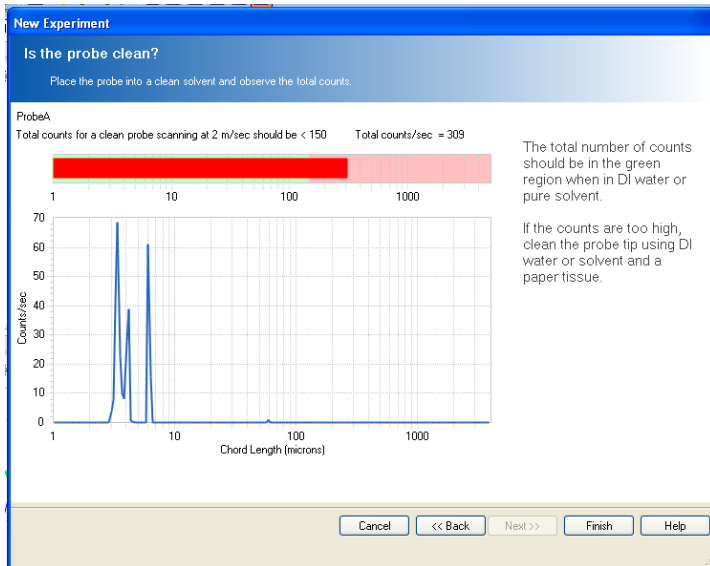 New Experiment
Is the probe clean?
Place the probe into a clean solvent and observe the total counts.
ProbeA
Total counts for a clean probe scanning at 2 m/sec should be < 150 Total counts/sec = 309
1 10 100 1000
The total number of counts
should be in the green
region when in DI water or
pure solvent.
If the counts are too high,
clean the probe tip using DI
water or solvent and a
paper tissue.
70
60
50
40
30
20
10
0
Counts/sec
1 10 100 1000
Chord Length (microns)
Cancel << Back Next >> Finish Help